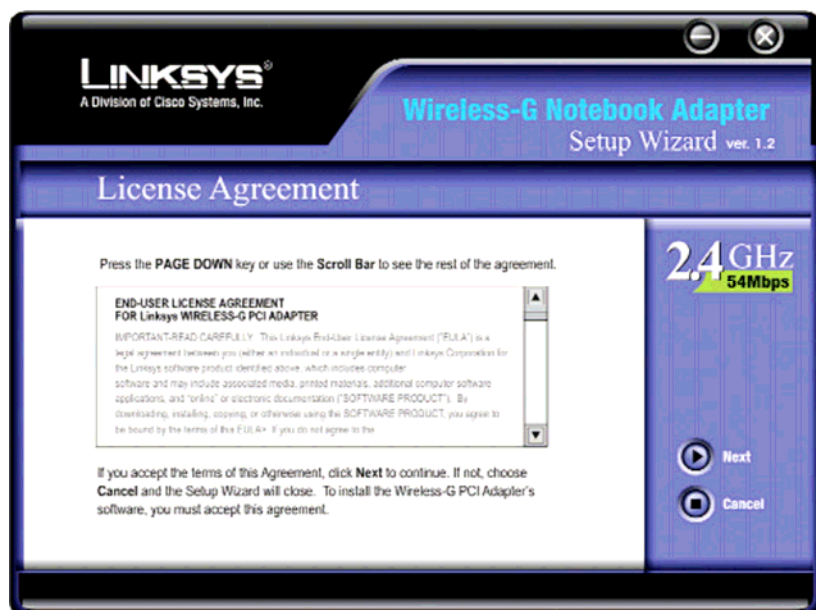 LINKSYS®
A Division of Cisco Systems, Inc.
Wireless-G Notebook Adapter
Setup Wizard ver. 1.2
License Agreement
Press the PAGE DOWN key or use the Scroll Bar to see the rest of the agreement.
END-USER LICENSE AGREEMENT
FOR Linksys WIRELESS-G PCI ADAPTER
IMPORTANT-READ CAREFULLY: This Linksys End-User License Agreement ("EULA") is a
legal agreement between you (either an individual or a single entity) and Linksys Corporation for
the Linksys software product identified above, which includes computer
software and may include associated media, printed materials, additional computer software
applications, and "online" or electronic documentation ("SOFTWARE PRODUCT"). By
downloading, installing, copying, or otherwise using the SOFTWARE PRODUCT, you agree to
be bound by the terms of this EULA> If you do not agree to the
If you accept the terms of this Agreement, click Next to continue. If not, choose
Cancel and the Setup Wizard will close. To install the Wireless-G PCI Adapter's
software, you must accept this agreement.
2.4 GHz
54Mbps
Next
Cancel